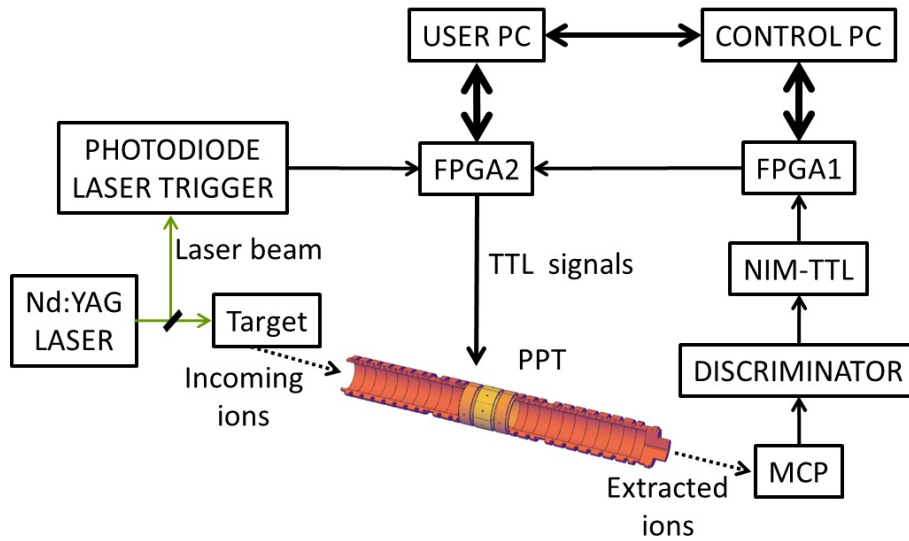 USER PC
CONTROL PC
PHOTODIODE
LASER TRIGGER
FPGA2
FPGA1
Laser beam
TTL signals
NIM-TTL
Nd:YAG
LASER
Target
PPT
DISCRIMINATOR
Incoming
ions
MCP
Extracted
ions